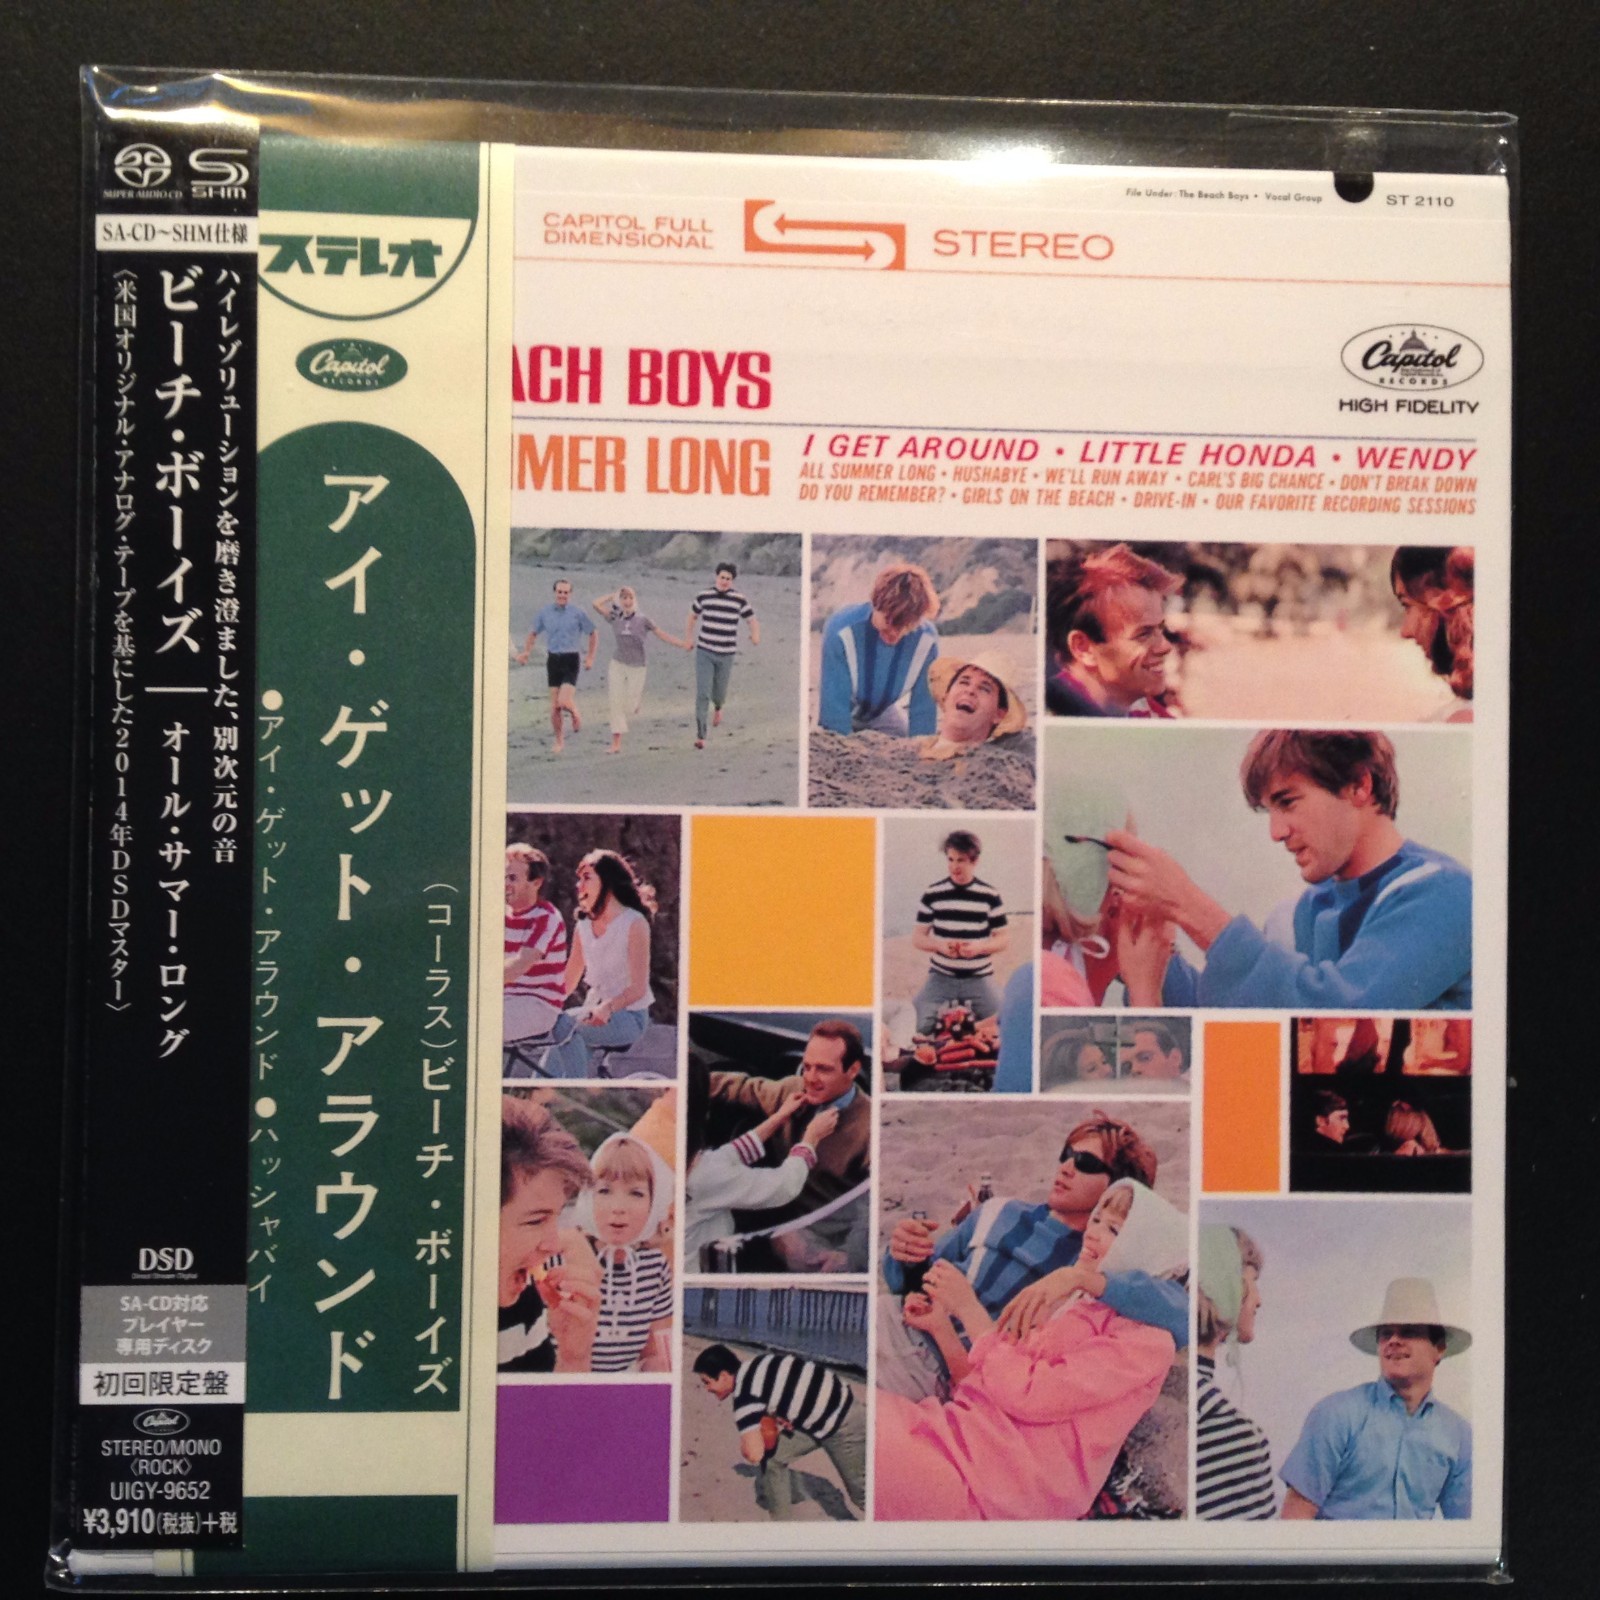 SUPER AUDIO CD
SHM
SA-CD~SHM仕様
ハイレゾリューションを磨き澄ました、別次元の音
ビーチ・ボーイズ━オール・サマー・ロング
〈米国オリジナル・アナログ・テープを基にした2014年DSDマスター〉
DSD
Direct Stream Digital
SA-CD対応
プレイヤー
専用ディスク
初回限定盤
Capitol
STEREO/MONO
〈ROCK〉
UIGY-9652
¥3,910(税抜)+税
ステレオ
Capitol
RECORDS
(コーラス)ビーチ・ボーイズ
アイ・ゲット・アラウンド
●アイ・ゲット・アラウンド ●ハッシャバイ
File Under: The Beach Boys • Vocal Group
ST 2110
CAPITOL FULL
DIMENSIONAL
STEREO
Capitol
RECORDS
HIGH FIDELITY
ACH BOYS
MER LONG
I GET AROUND • LITTLE HONDA • WENDY
ALL SUMMER LONG • HUSHABYE • WE'LL RUN AWAY • CARL'S BIG CHANCE • DON'T BREAK DOWN
DO YOU REMEMBER? • GIRLS ON THE BEACH • DRIVE-IN • OUR FAVORITE RECORDING SESSIONS